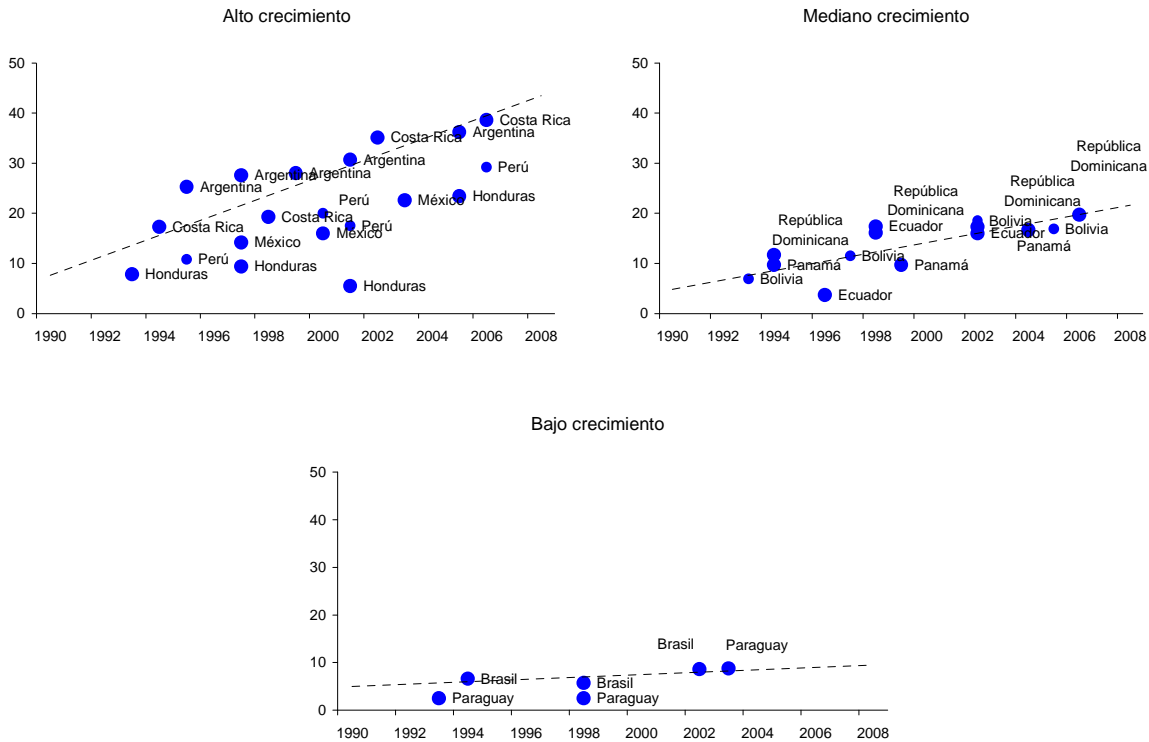 Alto crecimiento
50
40
30
20
10
0
Costa Rica
Costa Rica
Argentina
Argentina
Argentina
Argentina
Argentina
Perú
Perú
Honduras
México
Costa Rica
Costa Rica
Perú
México
México
Perú
Honduras
Honduras
Honduras
1990 1992 1994 1996 1998 2000 2002 2004 2006 2008
Mediano crecimiento
50
40
30
20
10
0
República
Dominicana
República
Dominicana
República
Dominicana
República
Dominicana
Bolivia
Ecuador
Ecuador
Bolivia
Panamá
Bolivia
Panamá
Panamá
Bolivia
Ecuador
1990 1992 1994 1996 1998 2000 2002 2004 2006 2008
Bajo crecimiento
50
40
30
20
10
0
Brasil
Paraguay
Brasil
Brasil
Paraguay
Paraguay
1990 1992 1994 1996 1998 2000 2002 2004 2006 2008